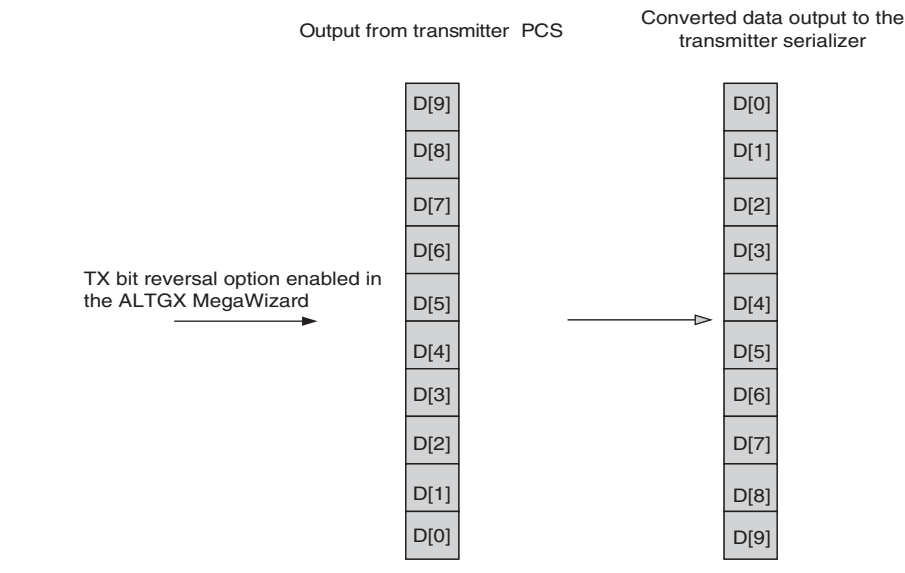 Output from transmitter PCS
Converted data output to the
transmitter serializer
TX bit reversal option enabled in
the ALTGX MegaWizard
D[9]
D[8]
D[7]
D[6]
D[5]
D[4]
D[3]
D[2]
D[1]
D[0]
D[0]
D[1]
D[2]
D[3]
D[4]
D[5]
D[6]
D[7]
D[8]
D[9]